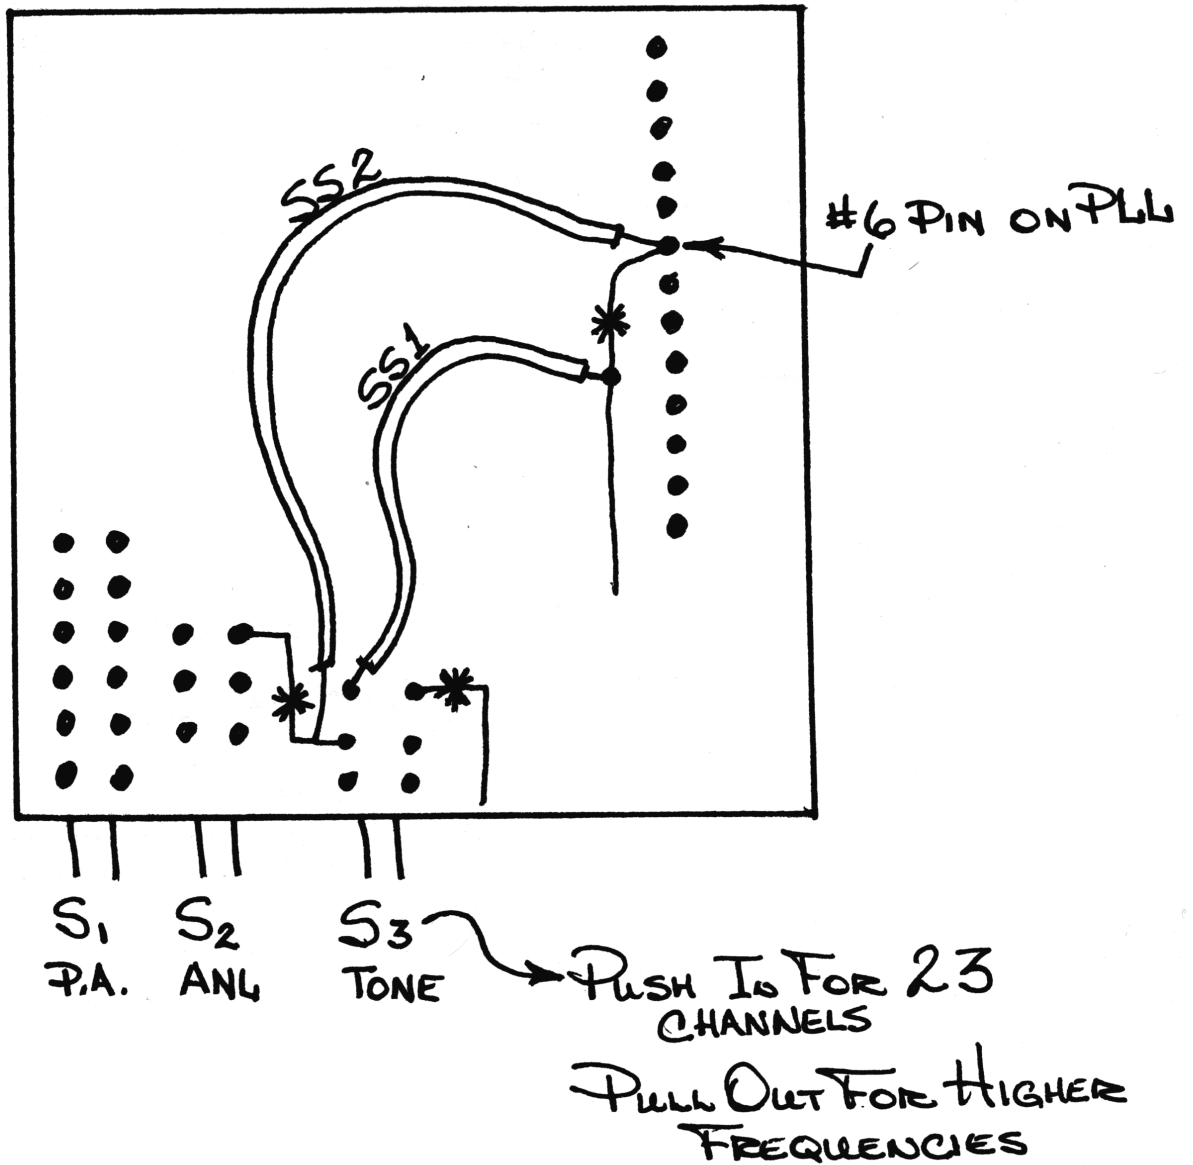 SS2
#6 PIN ON PLL
SS1
S1
S2
S3
P.A.
ANL
TONE
PUSH IN FOR 23
CHANNELS
PULL OUT FOR HIGHER
FREQUENCIES